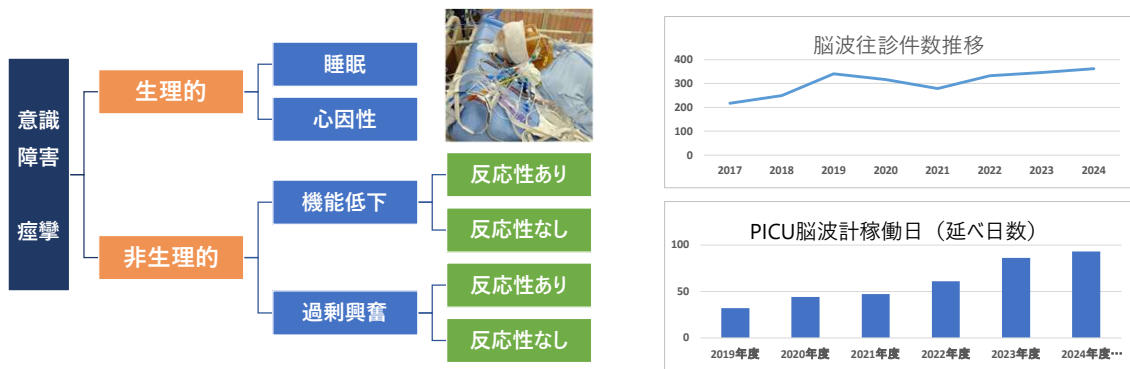 意識
障害
痙攣
生理的
非生理的
睡眠
心因性
機能低下
過剰興奮
反応性あり
反応性なし
反応性あり
反応性なし
脳波往診件数推移
400
300
200
100
0
2017 2018 2019 2020 2021 2022 2023 2024
PICU脳波計稼働日（延べ日数）
100
50
0
2019年度 2020年度 2021年度 2022年度 2023年度 2024年度…